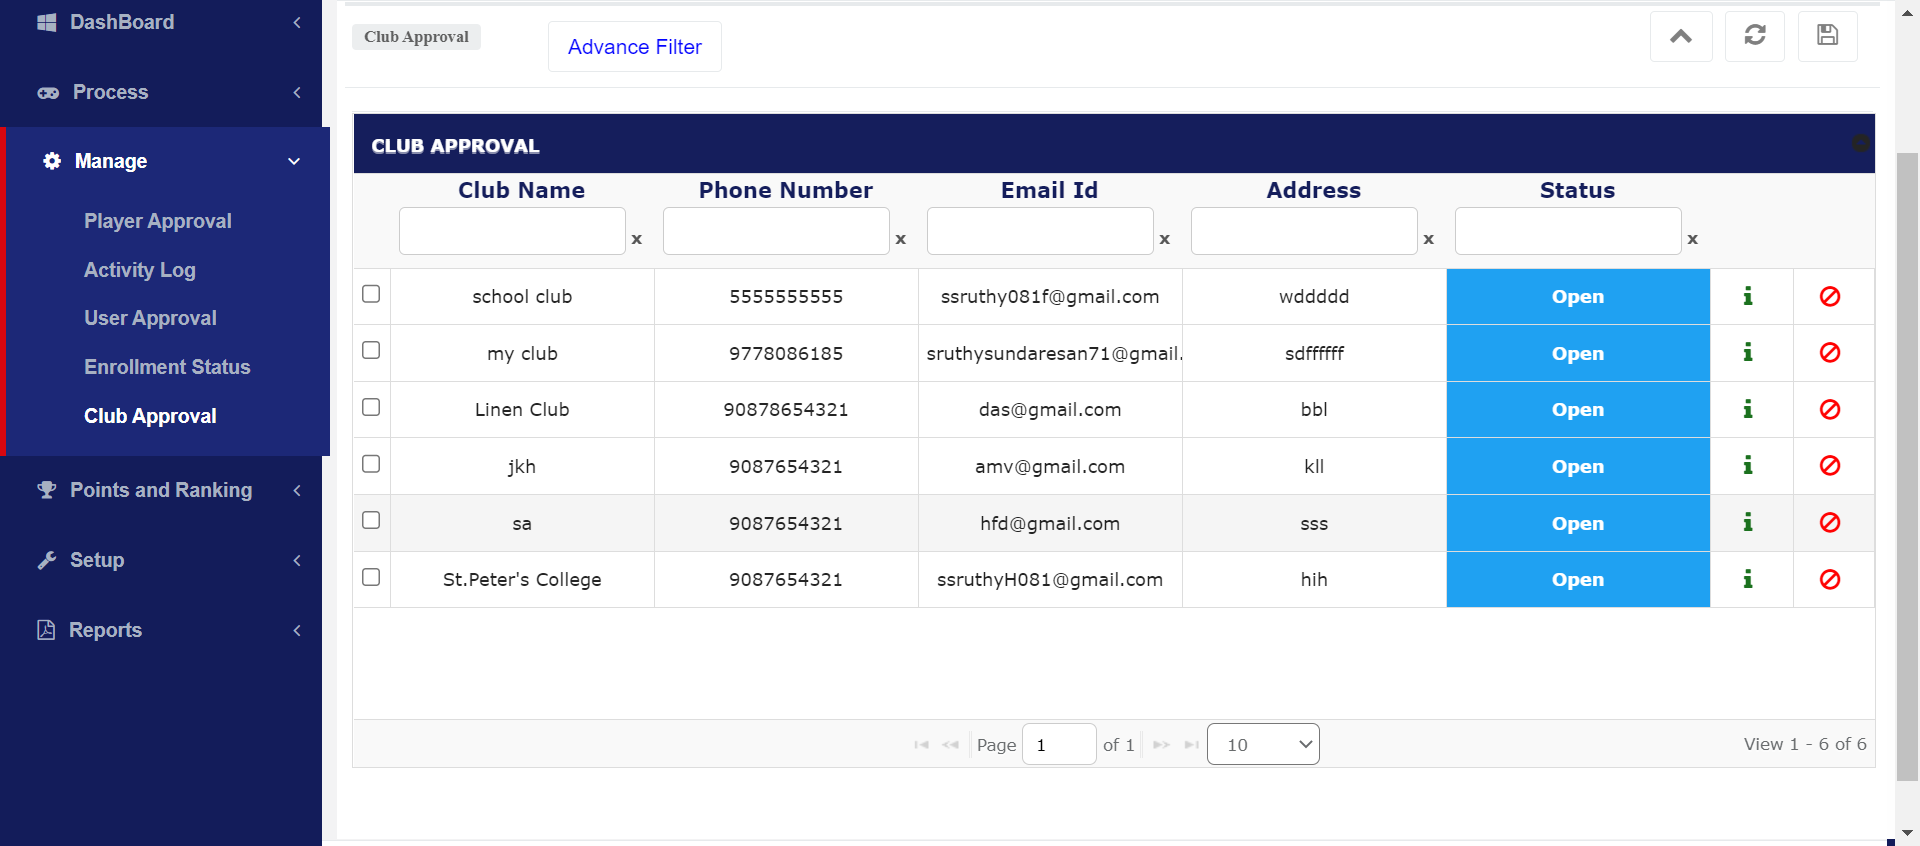 DashBoard
Process
Manage
Player Approval
Activity Log
User Approval
Enrollment Status
Club Approval
Points and Ranking
Setup
Reports
Club Approval
Advance Filter
CLUB APPROVAL
Club Name Phone Number Email Id Address Status
x x x x x
school club 5555555555 ssruthy081f@gmail.com wddddd Open
my club 9778086185 sruthysundaresan71@gmail. sdffffff Open
Linen Club 90878654321 das@gmail.com bbl Open
jkh 9087654321 amv@gmail.com kll Open
sa 9087654321 hfd@gmail.com sss Open
St.Peter's College 9087654321 ssruthyH081@gmail.com hih Open
Page 1 of 1 10 View 1 - 6 of 6